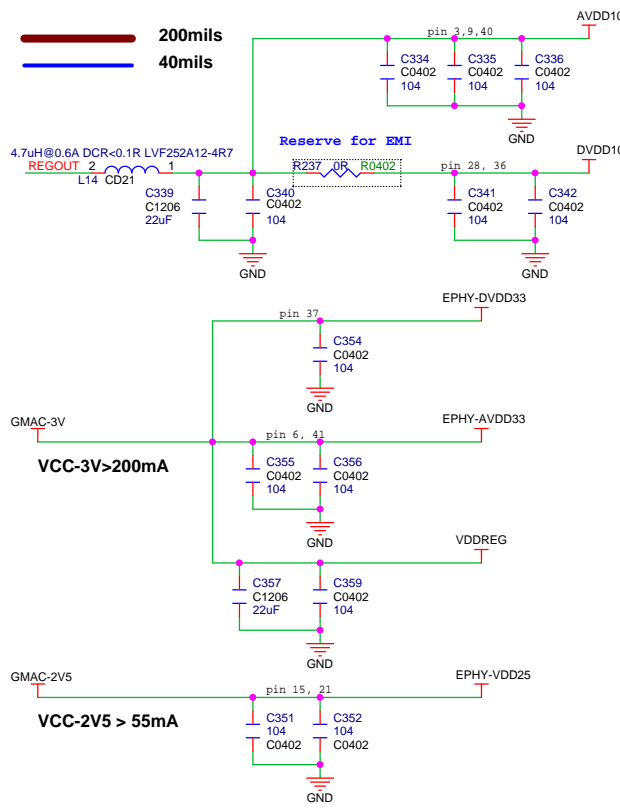 200mils
40mils
AVDD10
pin 3,9,40
C334
C0402
104
C335
C0402
104
C336
C0402
104
GND
Reserve for EMI
4.7uH@0.6A DCR<0.1R LVF252A12-4R7
REGOUT 2 1
L14 CD21
R237 0R R0402
pin 28, 36
DVDD10
C339
C1206
22uF
C340
C0402
104
C341
C0402
104
C342
C0402
104
GND
GND
EPHY-DVDD33
pin 37
C354
C0402
104
GND
GMAC-3V
EPHY-AVDD33
pin 6, 41
VCC-3V>200mA
C355
C0402
104
C356
C0402
104
GND
VDDREG
C357
C1206
22uF
C359
C0402
104
GND
GMAC-2V5
EPHY-VDD25
pin 15, 21
VCC-2V5 > 55mA
C351
104
C0402
C352
104
C0402
GND